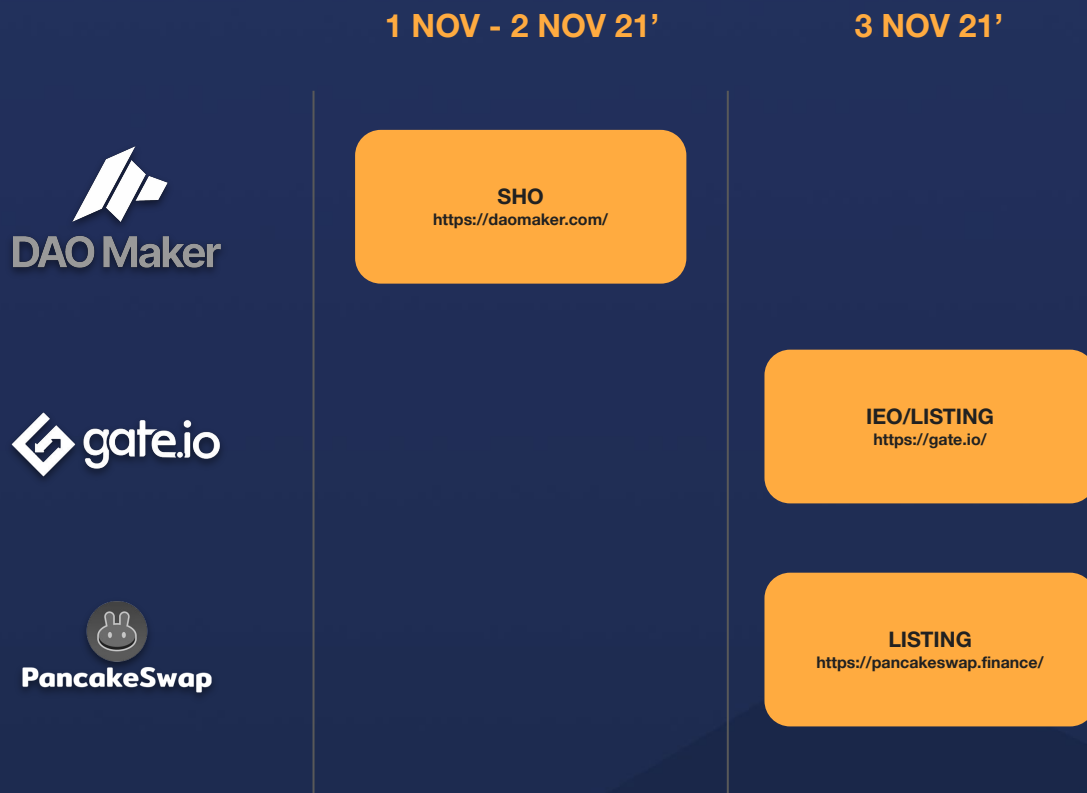 1 NOV - 2 NOV 21’
3 NOV 21’
DAO Maker
SHO
https://daomaker.com/
gate.io
IEO/LISTING
https://gate.io/
PancakeSwap
LISTING
https://pancakeswap.finance/